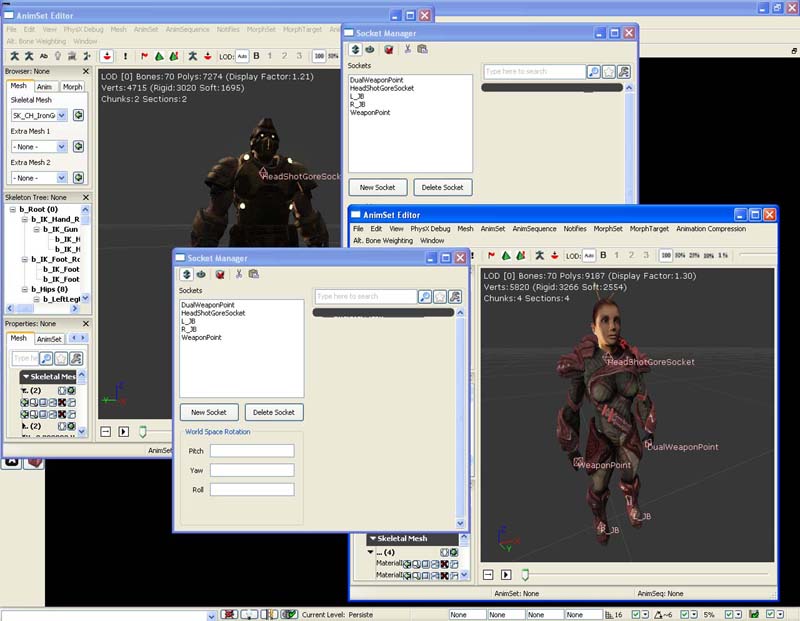 AnimSet Editor
File Edit View PhysX Debug Mesh AnimSet AnimSequence Notifies MorphSet MorphTarget
Alt. Bone Weighting Window
LOD: Auto B 1 2 3 100 50%
Browser: None
Mesh Anim Morph
Skeletal Mesh
SK_CH_IronG
Extra Mesh 1
- None -
Extra Mesh 2
- None -
Skeleton Tree: None
b_Root (0)
b_IK_Hand_R
b_IK_Gun
b_IK_H
b_IK_H
b_IK_Foot_Ro
b_IK_Foot
b_IK_Foot
b_Hips (8)
b_LeftLegU
Properties: None
Mesh AnimSet
Type he
Skeletal Mes
(2)
(2)
LOD [0] Bones:70 Polys:7274 (Display Factor:1.21)
Verts:4715 (Rigid:3020 Soft:1695)
Chunks:2 Sections:2
HeadShotGoreSock
Socket Manager
Sockets
DualWeaponPoint
HeadShotGoreSocket
L_JB
R_JB
WeaponPoint
Type here to search
New Socket Delete Socket
AnimSet Editor
File Edit View PhysX Debug Mesh AnimSet AnimSequence Notifies MorphSet MorphTarget Animation Compression
Alt. Bone Weighting Window
LOD: Auto B 1 2 3 100 50% 25% 10% 1%
LOD [0] Bones:70 Polys:9187 (Display Factor:1.30)
Verts:5820 (Rigid:3266 Soft:2554)
Chunks:4 Sections:4
HeadShotGoreSocket
DualWeaponPoint
WeaponPoint
L_JB
R_JB
Socket Manager
Sockets
DualWeaponPoint
HeadShotGoreSocket
L_JB
R_JB
WeaponPoint
Type here to search
New Socket Delete Socket
World Space Rotation
Pitch
Yaw
Roll
Skeletal Mesh
... (4)
Material
Material
AnimSet: None AnimSeq: None
Current Level: Persiste None None None None 16 6 5%